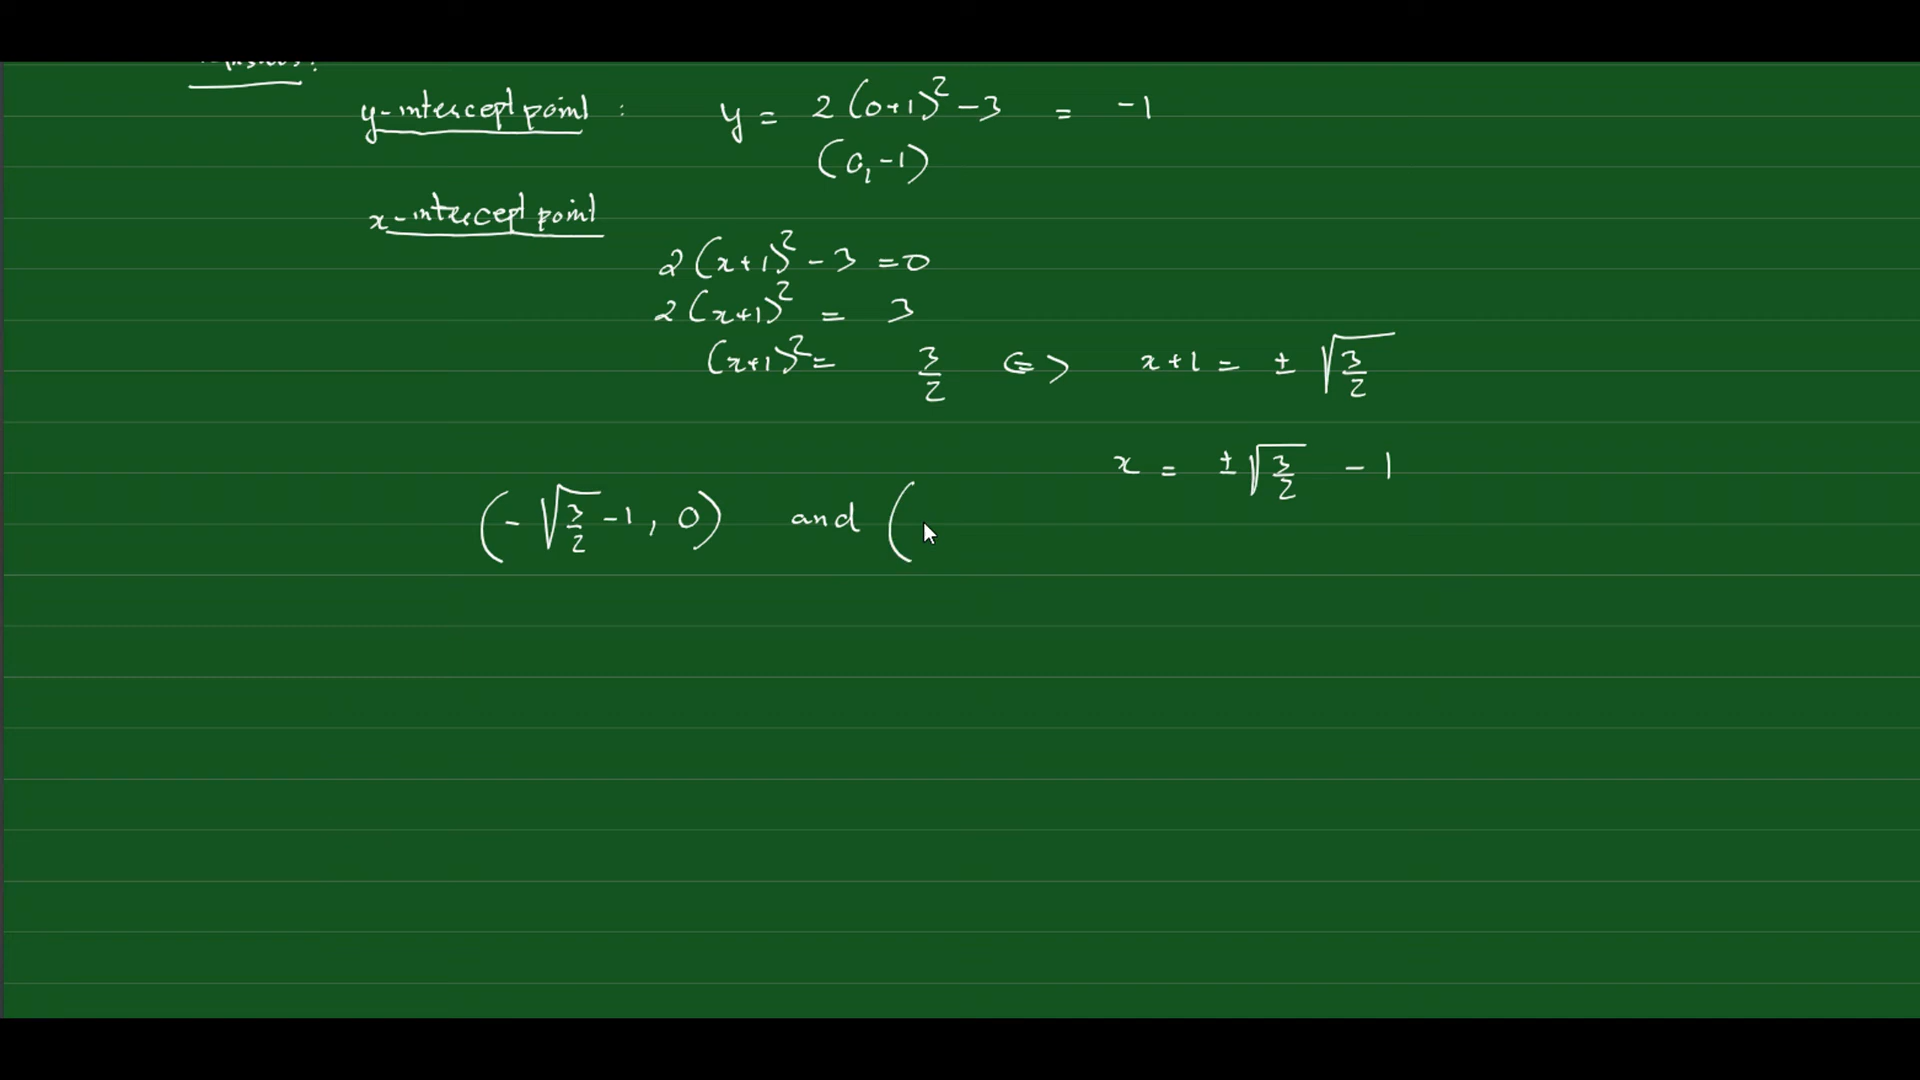 y-intercept point : y = 2(0+1)² -3 = -1
(0, -1)
x-intercept point
2(x+1)² - 3 = 0
2(x+1)² = 3
(x+1)² = 3/2 <=> x+1 = ± √(3/2)
x = ±√(3/2) - 1
(-√(3/2) -1, 0) and (